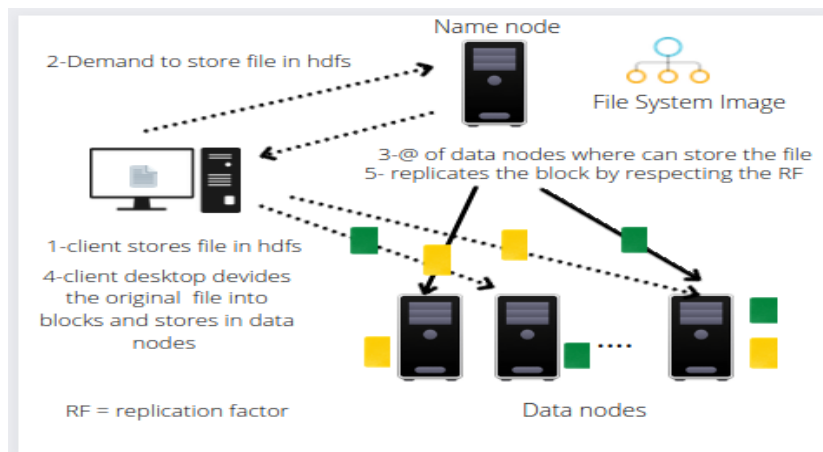 Name node
2-Demand to store file in hdfs
File System Image
3-@ of data nodes where can store the file
5- replicates the block by respecting the RF
1-client stores file in hdfs
4-client desktop devides
the original file into
blocks and stores in data
nodes
RF = replication factor
Data nodes